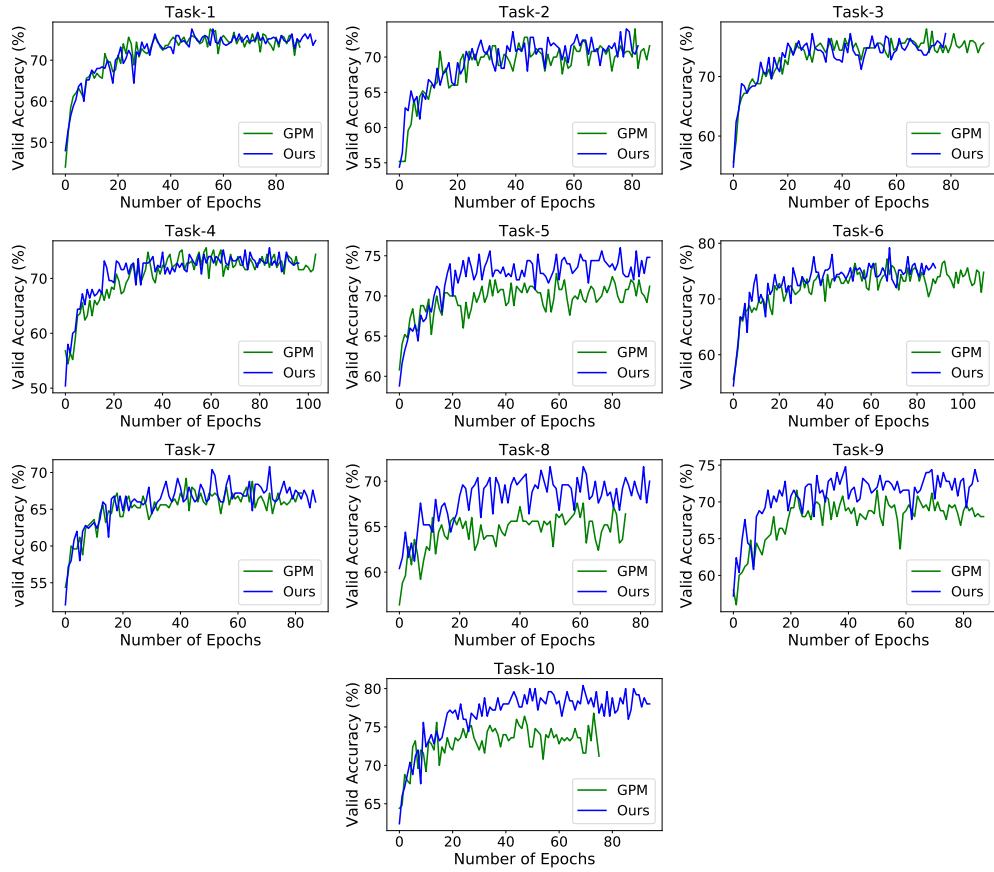 Task-1
Valid Accuracy (%)
70
60
50
GPM
Ours
0 20 40 60 80
Number of Epochs
Task-2
Valid Accuracy (%)
70
65
60
55
GPM
Ours
0 20 40 60 80
Number of Epochs
Task-3
Valid Accuracy (%)
70
60
GPM
Ours
0 20 40 60 80
Number of Epochs
Task-4
Valid Accuracy (%)
70
60
50
GPM
Ours
0 20 40 60 80 100
Number of Epochs
Task-5
Valid Accuracy (%)
75
70
65
60
GPM
Ours
0 20 40 60 80
Number of Epochs
Task-6
Valid Accuracy (%)
80
70
60
GPM
Ours
0 20 40 60 80 100
Number of Epochs
Task-7
valid Accuracy (%)
70
65
60
55
GPM
Ours
0 20 40 60 80
Number of Epochs
Task-8
Valid Accuracy (%)
70
65
60
GPM
Ours
0 20 40 60 80
Number of Epochs
Task-9
Valid Accuracy (%)
75
70
65
60
GPM
Ours
0 20 40 60 80
Number of Epochs
Task-10
Valid Accuracy (%)
80
75
70
65
GPM
Ours
0 20 40 60 80
Number of Epochs